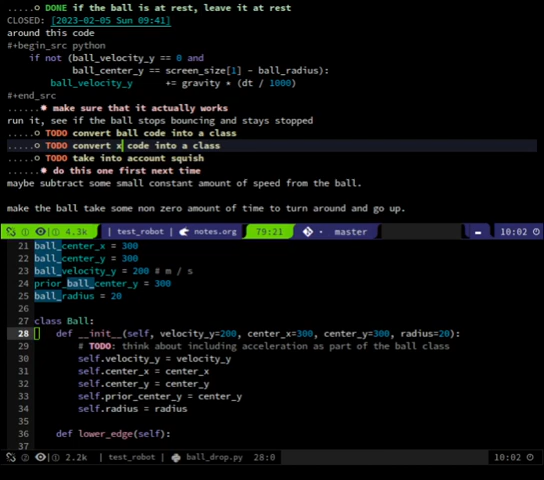 .....○ DONE if the ball is at rest, leave it at rest
CLOSED: [2023-02-05 Sun 09:41]
around this code
#+begin_src python
    if not (ball_velocity_y == 0 and
            ball_center_y == screen_size[1] - ball_radius):
        ball_velocity_y     += gravity * (dt / 1000)
#+end_src
......✸ make sure that it actually works
run it, see if the ball stops bouncing and stays stopped
.....○ TODO convert ball code into a class
.....○ TODO convert x code into a class
.....○ TODO take into account squish
......✸ do this one first next time
maybe subtract some small constant amount of speed from the ball.
make the ball take some non zero amount of time to turn around and go up.
① 4.3k | test_robot | notes.org 79:21 master 10:02
21 ball_center_x = 300
22 ball_center_y = 300
23 ball_velocity_y = 200 # m / s
24 prior_ball_center_y = 300
25 ball_radius = 20
26
27 class Ball:
28     def __init__(self, velocity_y=200, center_x=300, center_y=300, radius=20):
29         # TODO: think about including acceleration as part of the ball class
30         self.velocity_y = velocity_y
31         self.center_x = center_x
32         self.center_y = center_y
33         self.prior_center_y = center_y
34         self.radius = radius
35
36     def lower_edge(self):
37
② ① 2.2k | test_robot | ball_drop.py 28:0 10:02